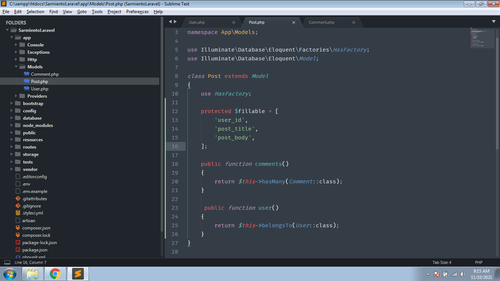 C:\xampp\htdocs\SarmientoLaravel\app\Models\Post.php (SarmientoLaravel) - Sublime Text
File Edit Selection Find View Goto Tools Project Preferences Help
FOLDERS
SarmientoLaravel
app
Console
Exceptions
Http
Models
Comment.php
Post.php
User.php
Providers
bootstrap
config
database
node_modules
public
resources
routes
storage
tests
vendor
.editorconfig
.env
.env.example
.gitattributes
.gitignore
.styleci.yml
artisan
composer.json
composer.lock
package-lock.json
package.json
phpunit.xml
User.php
Post.php
Comment.php
3 namespace App\Models;
4
5 use Illuminate\Database\Eloquent\Factories\HasFactory;
6 use Illuminate\Database\Eloquent\Model;
7
8 class Post extends Model
9 {
10 use HasFactory;
11
12 protected $fillable = [
13 'user_id',
14 'post_title',
15 'post_body',
16 ];
17
18 public function comments()
19 {
20 return $this->hasMany(Comment::class);
21 }
22
23 public function user()
24 {
25 return $this->belongsTo(User::class);
26 }
27 }
28
Line 16, Column 7
Tab Size: 4
PHP
9:15 AM